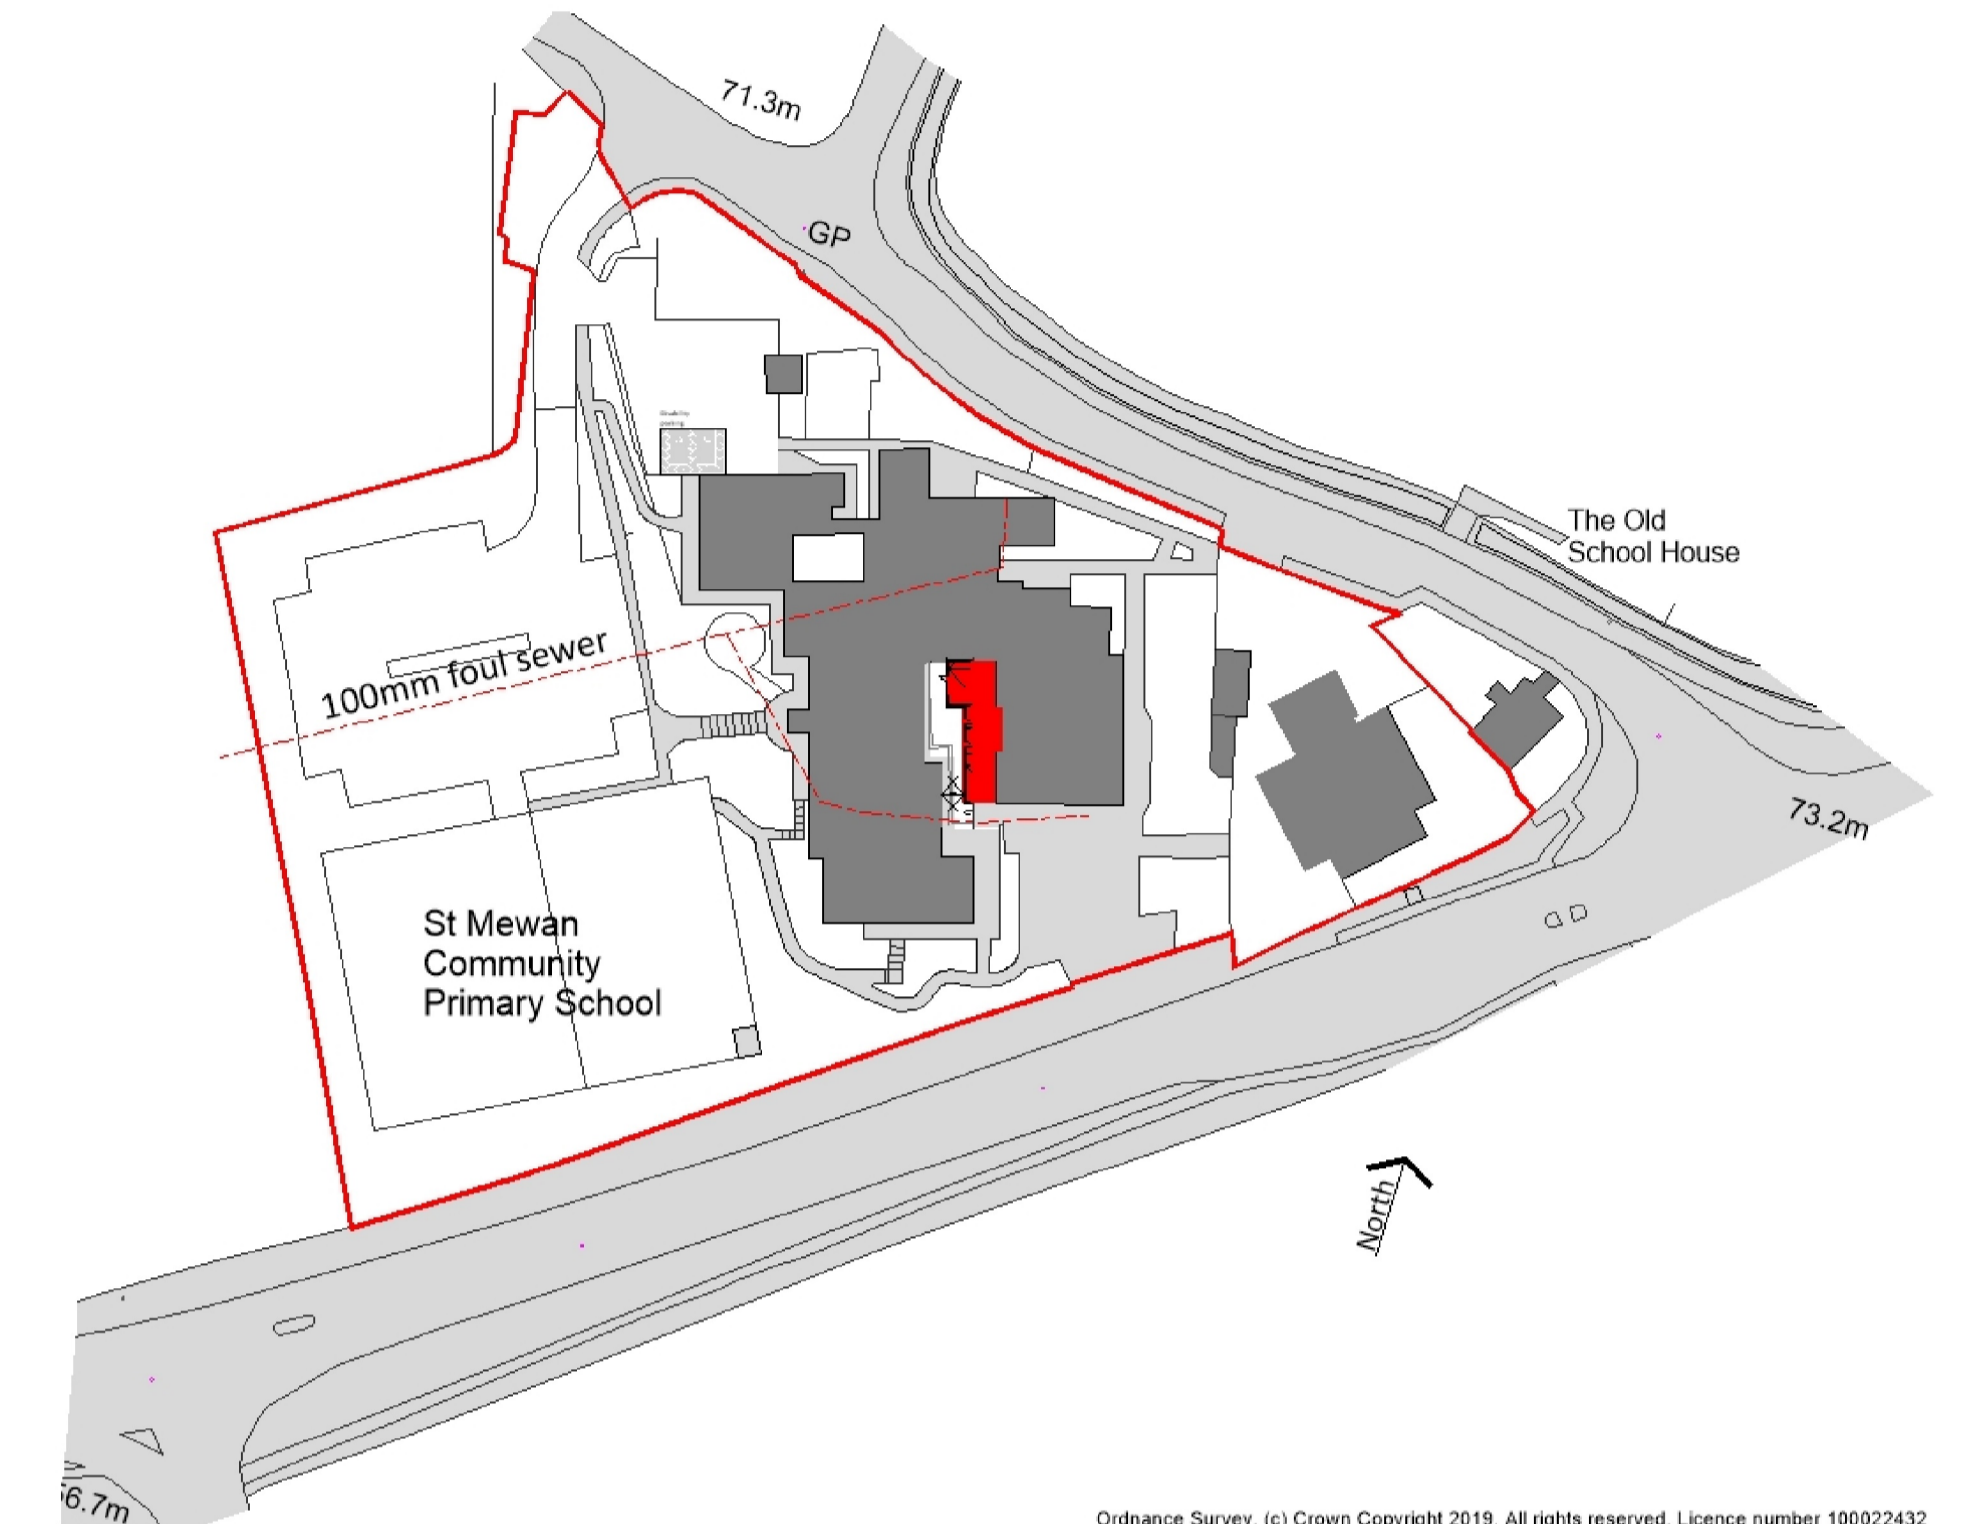 71.3m
GP
The Old
School House
100mm foul sewer
73.2m
St Mewan
Community
Primary School
North
6.7m
Ordnance Survey, (c) Crown Copyright 2019. All rights reserved. Licence number 100022432